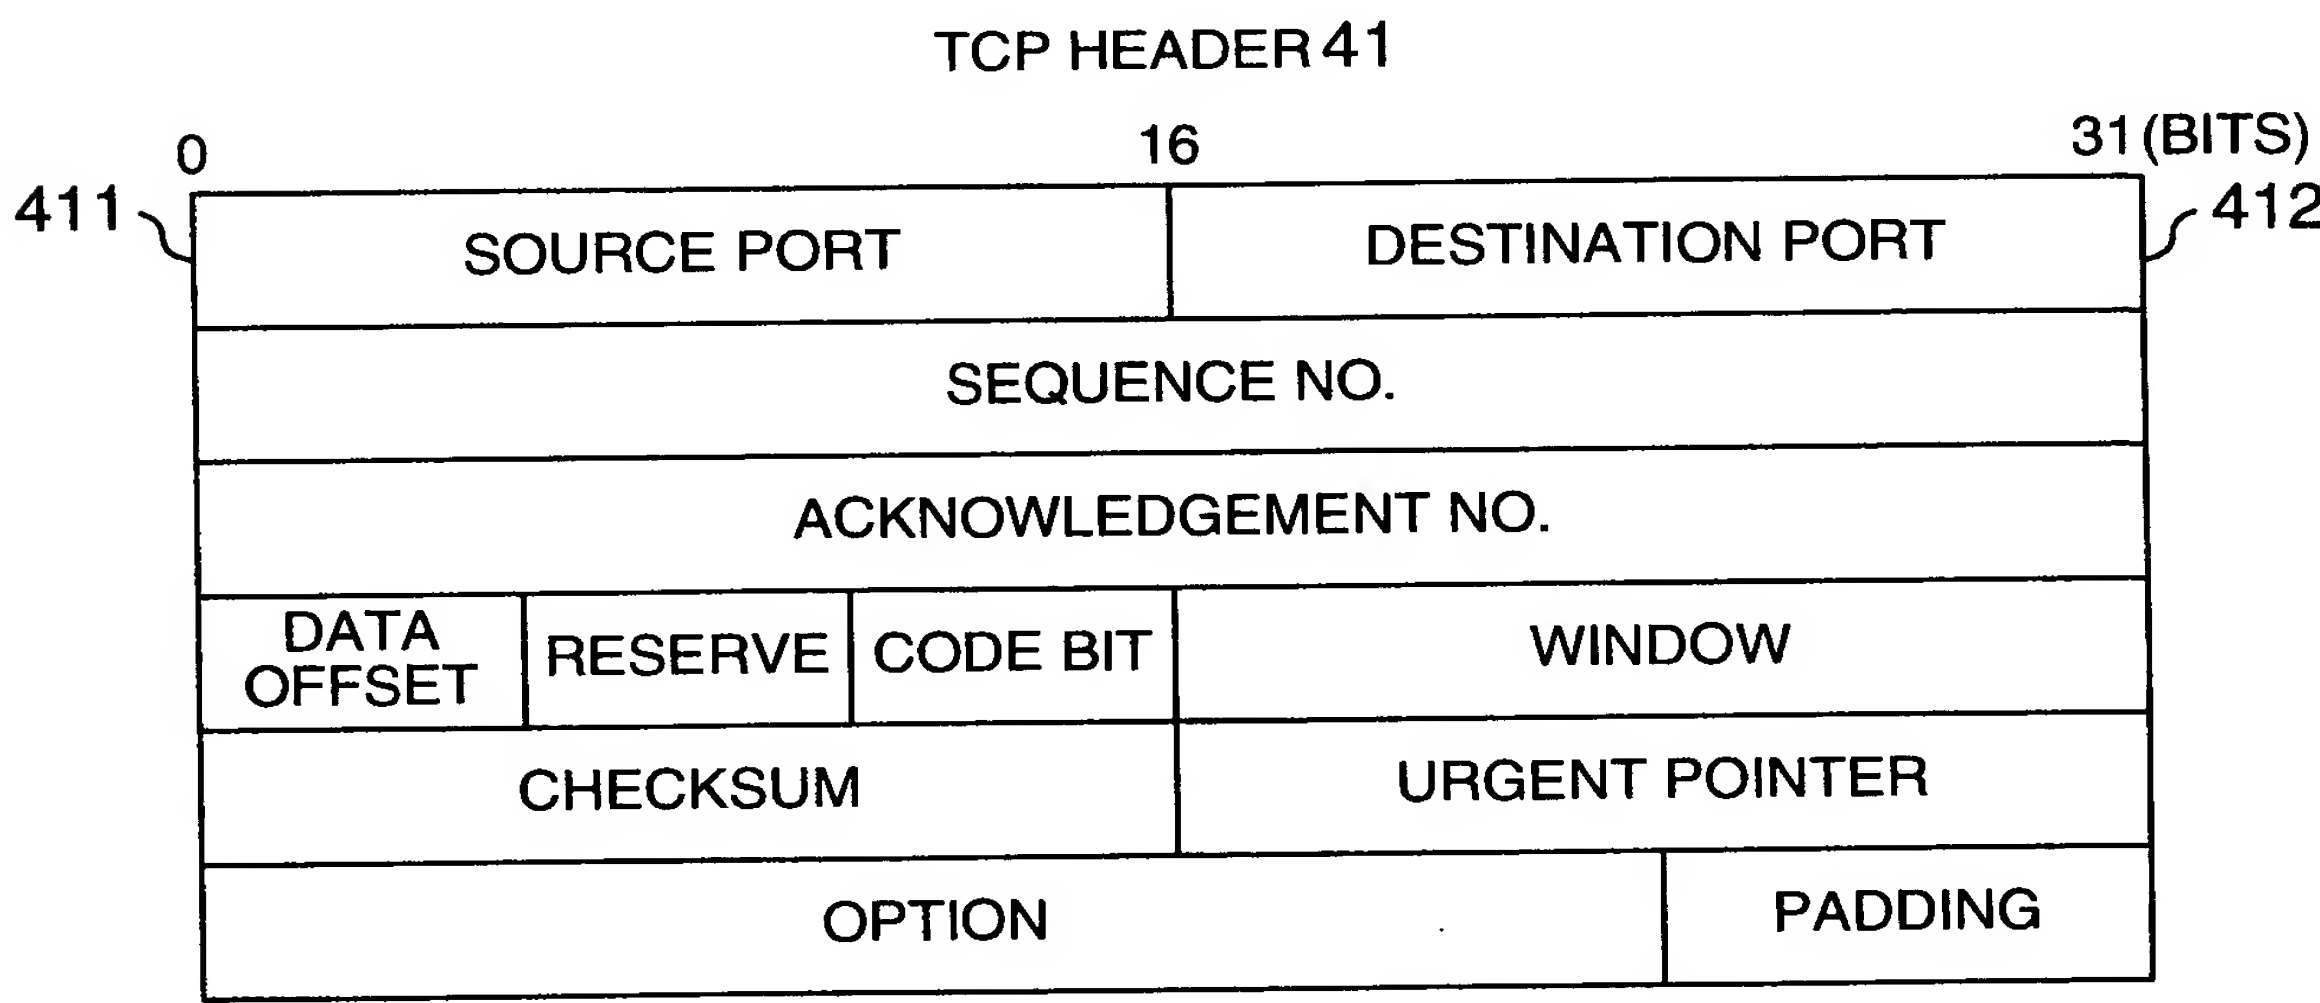 TCP HEADER 41
0 16 31 (BITS)
411 SOURCE PORT DESTINATION PORT 412
SEQUENCE NO.
ACKNOWLEDGEMENT NO.
DATA OFFSET RESERVE CODE BIT WINDOW
CHECKSUM URGENT POINTER
OPTION PADDING